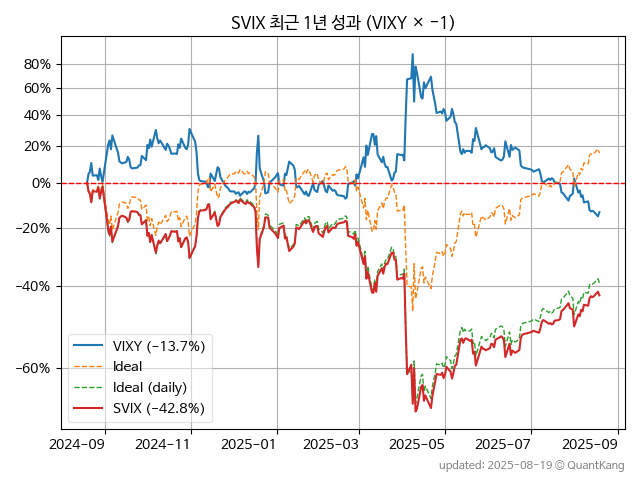 SVIX 최근 1년 성과 (VIXY × −1)
80%
60%
40%
20%
0%
−20%
−40%
−60%
VIXY (−13.7%)
Ideal
Ideal (daily)
SVIX (−42.8%)
2024-09
2024-11
2025-01
2025-03
2025-05
2025-07
2025-09
updated: 2025-08-19 © QuantKang